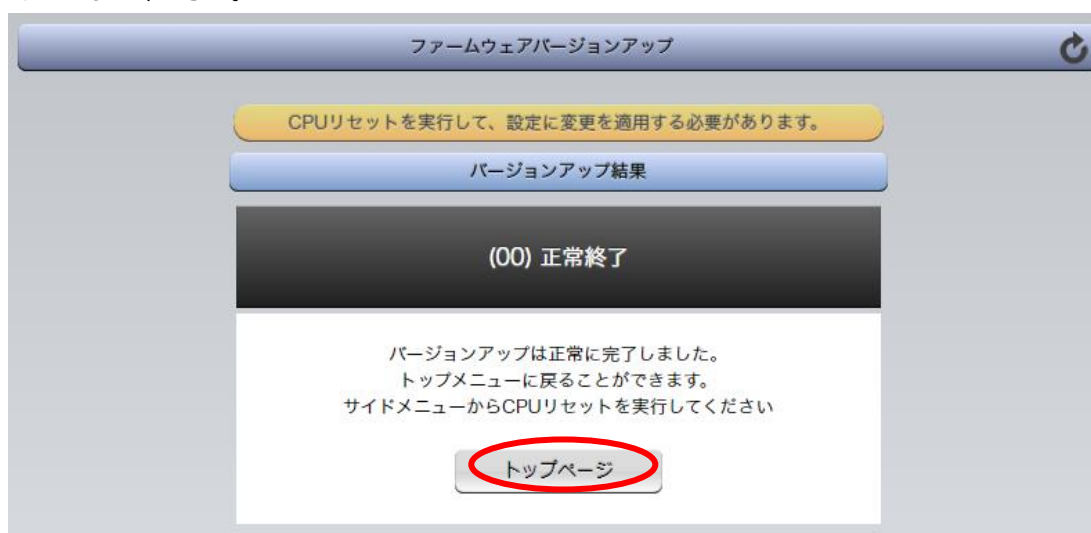 ファームウェアバージョンアップ
CPUリセットを実行して、設定に変更を適用する必要があります。
バージョンアップ結果
(00) 正常終了
バージョンアップは正常に完了しました。
トップメニューに戻ることができます。
サイドメニューからCPUリセットを実行してください
トップページ